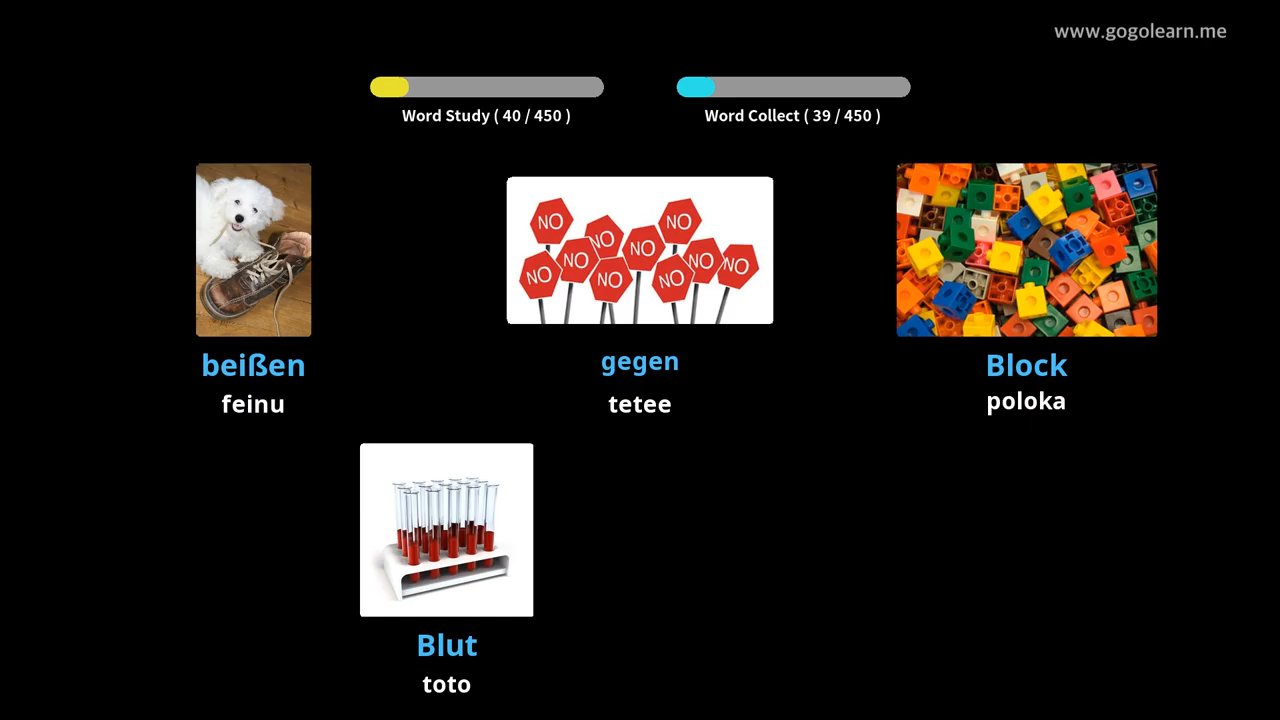 www.gogolearn.me
Word Study ( 40 / 450 )
Word Collect ( 39 / 450 )
NO
NO
NO
NO
NO
NO
NO
NO
NO
NO
beißen
gegen
Block
feinu
tetee
poloka
Blut
toto